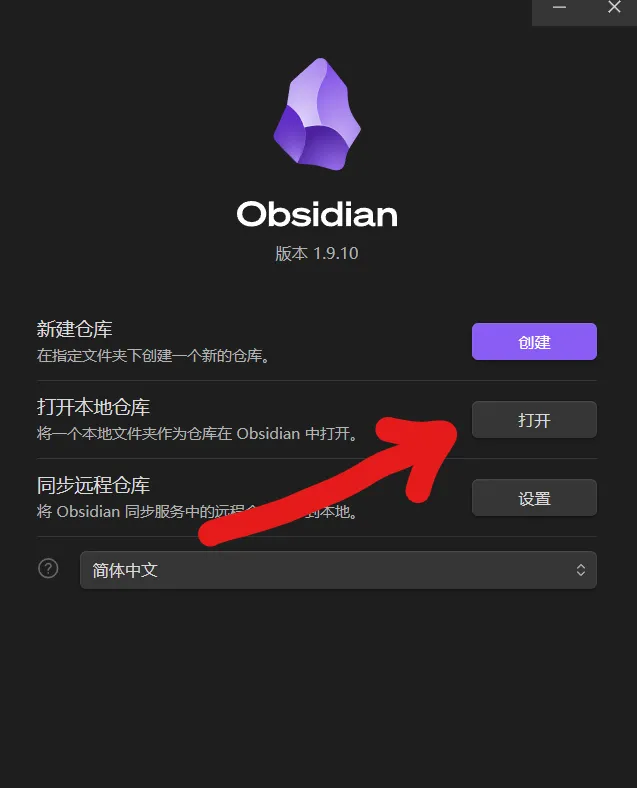 Obsidian
版本 1.9.10
新建仓库
在指定文件夹下创建一个新的仓库。
创建
打开本地仓库
将一个本地文件夹作为仓库在 Obsidian 中打开。
打开
同步远程仓库
将 Obsidian 同步服务中的远程 到本地。
设置
简体中文